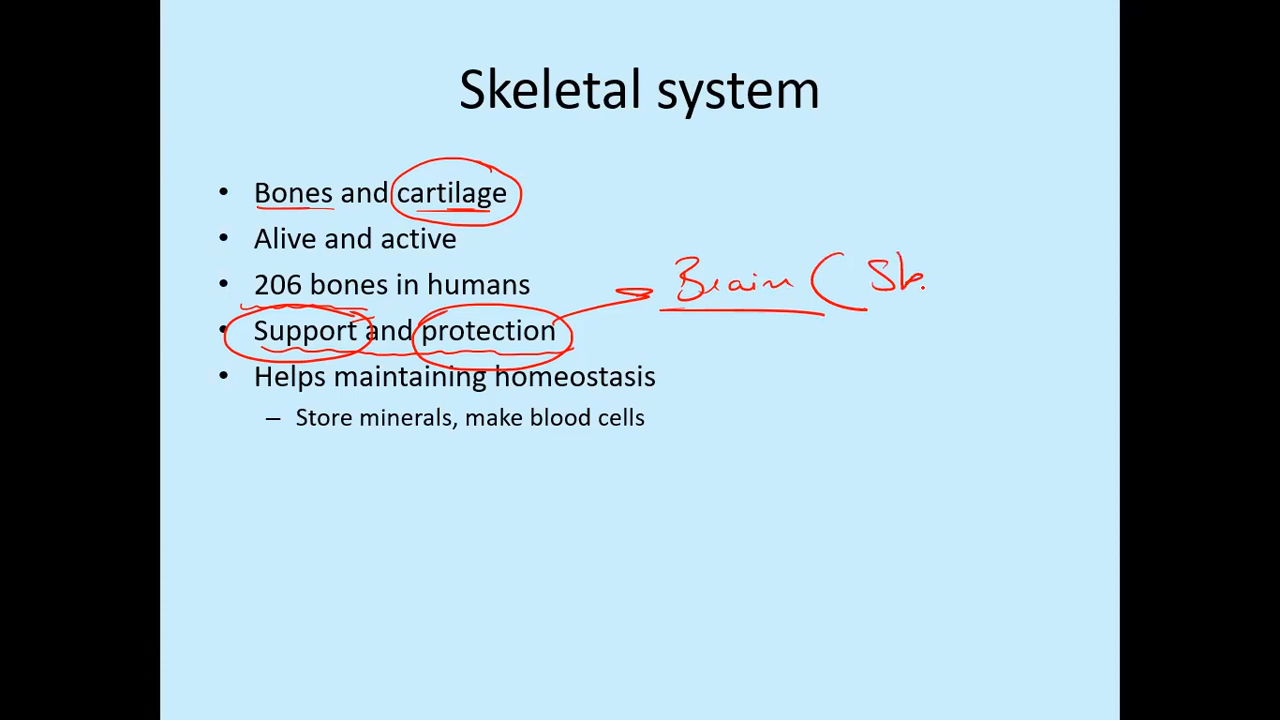 Skeletal system
• Bones and cartilage
• Alive and active
• 206 bones in humans
Brain ( Sk
• Support and protection
• Helps maintaining homeostasis
– Store minerals, make blood cells